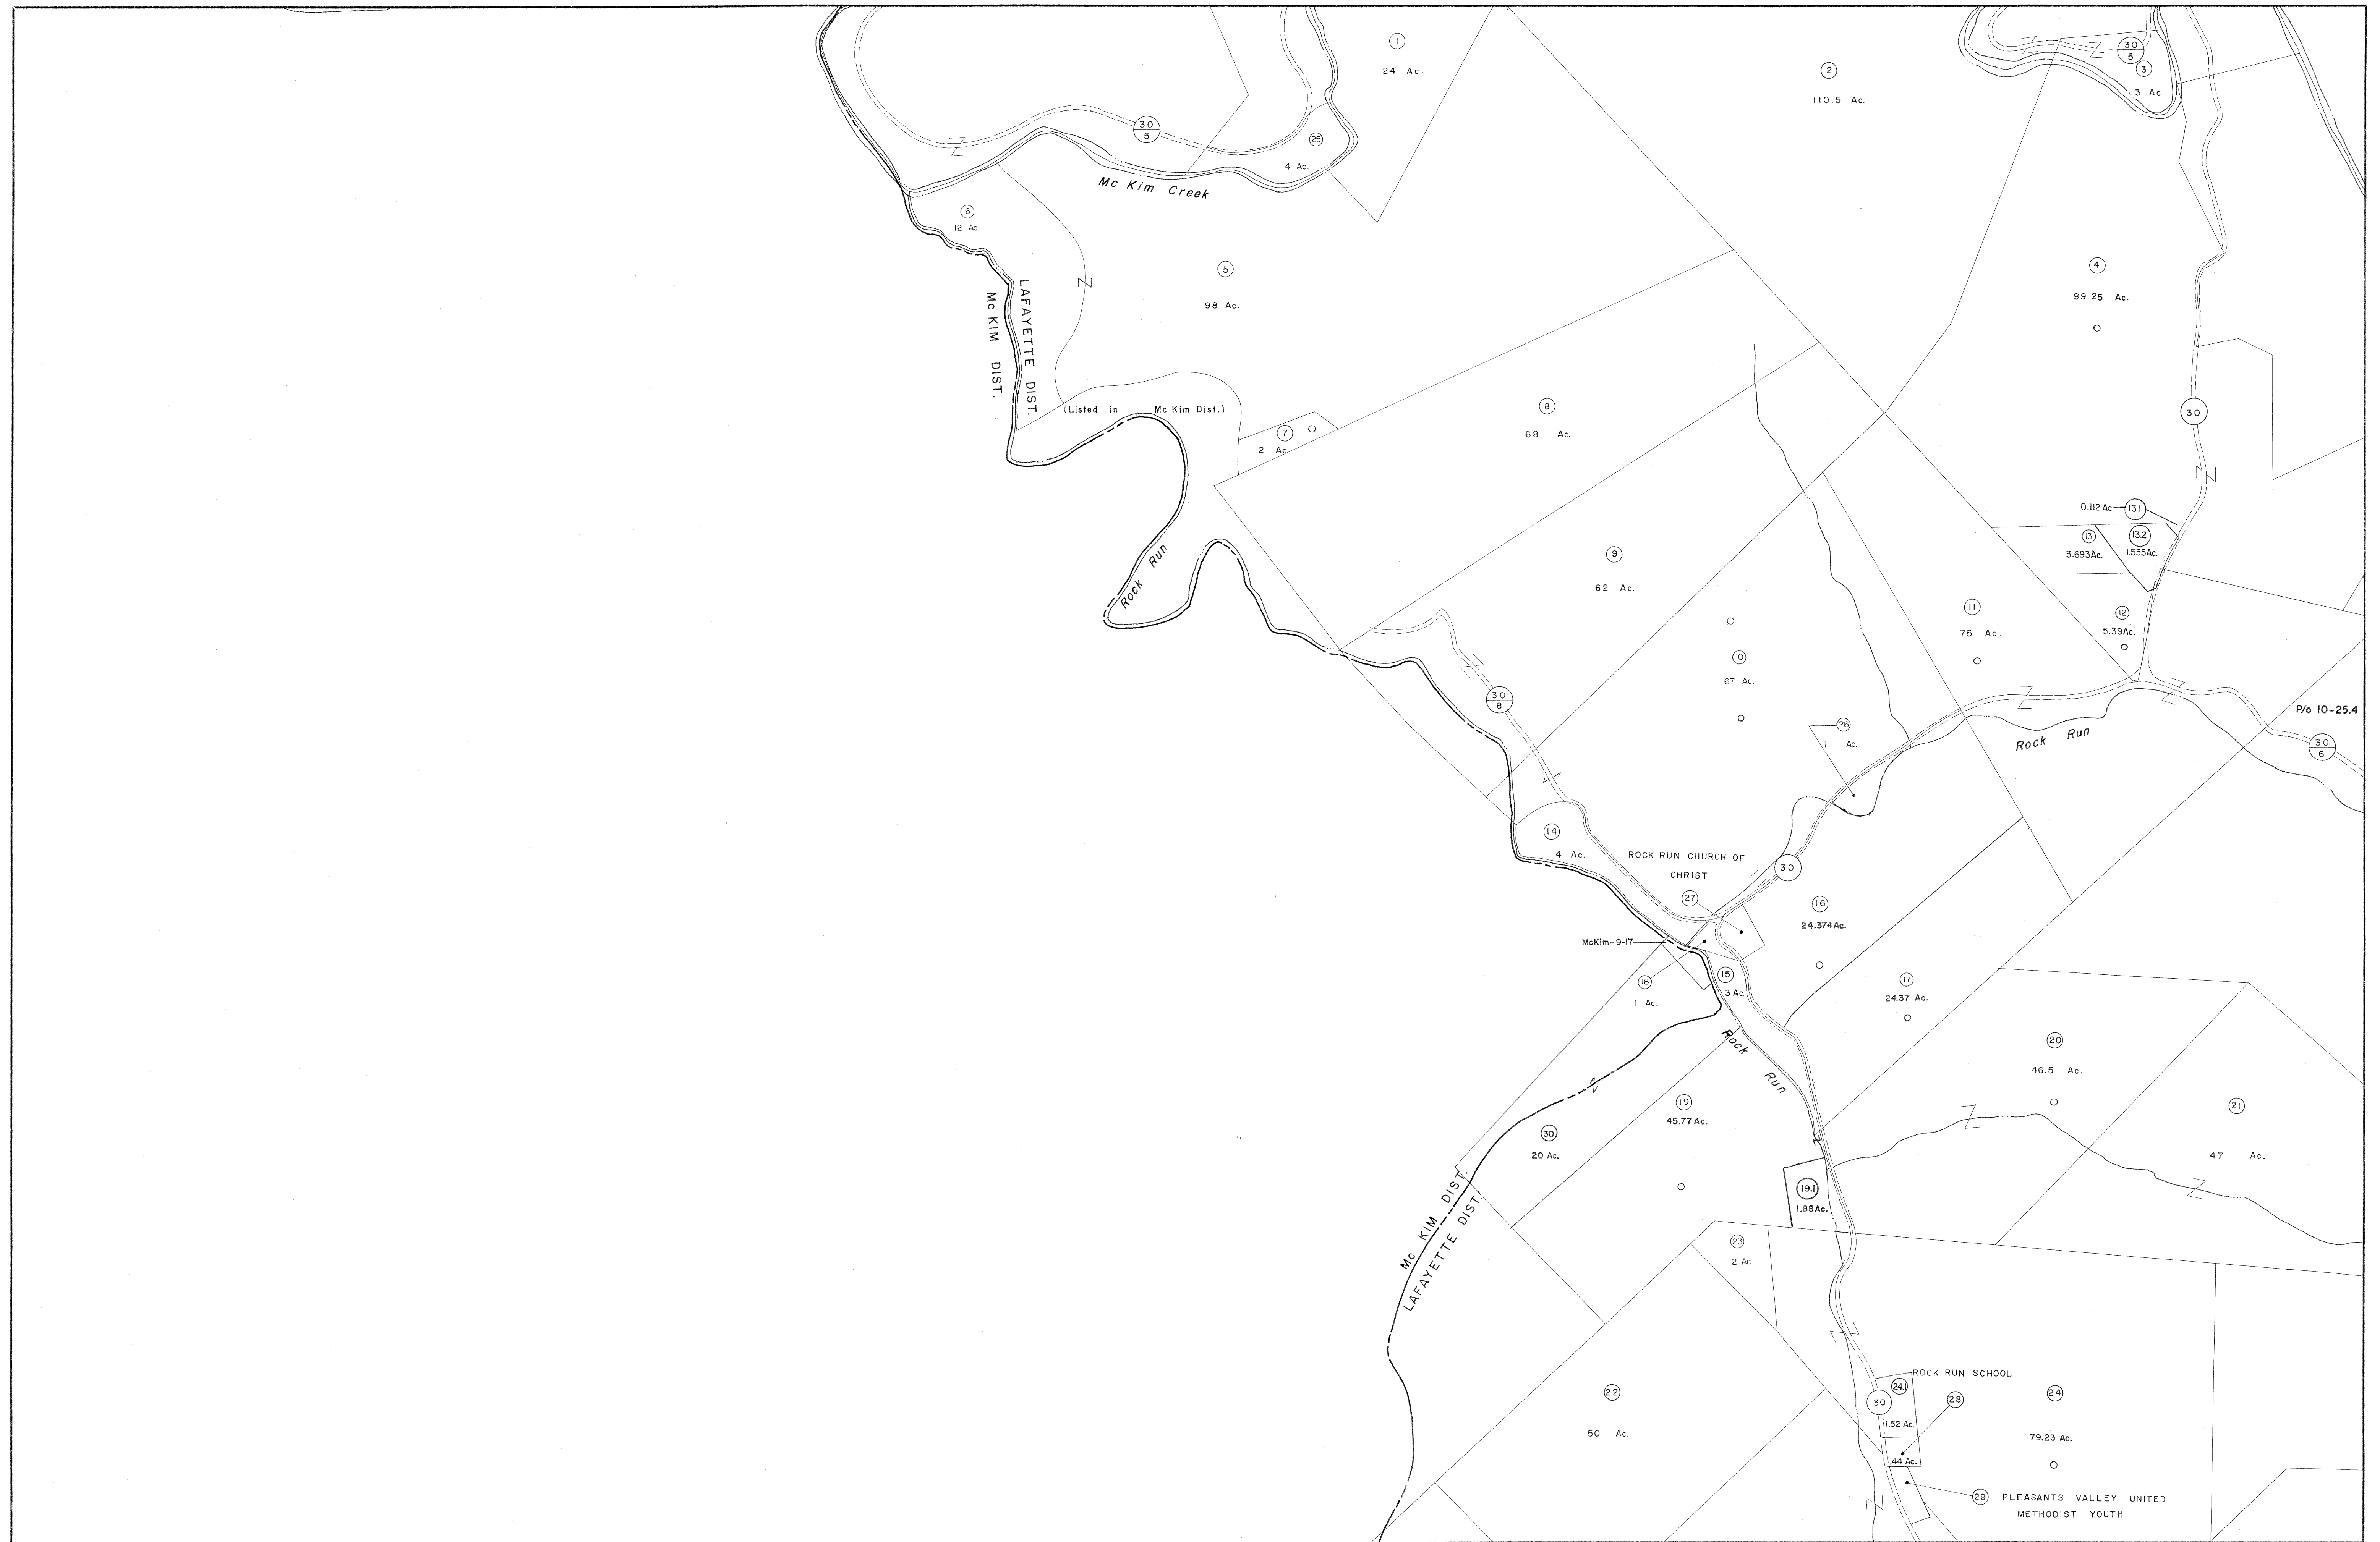 1
24 Ac.
2
110.5 Ac.
30
5
3
3 Ac.
30
5
25
4 Ac.
Mc Kim Creek
6
12 Ac.
5
98 Ac.
4
99.25 Ac.
LAFAYETTE DIST.
Mc KIM DIST.
(Listed in Mc Kim Dist.)
7
2 Ac.
8
68 Ac.
30
Rock Run
9
62 Ac.
0.112 Ac
13.1
13
3.693 Ac.
13.2
1.555 Ac.
11
75 Ac.
12
5.39 Ac.
10
67 Ac.
30
8
26
1 Ac.
Rock Run
P/o 10-25.4
30
6
14
4 Ac.
ROCK RUN CHURCH OF
CHRIST
27
30
16
24.374 Ac.
McKim-9-17
18
1 Ac.
15
3 Ac.
17
24.37 Ac.
Rock Run
20
46.5 Ac.
21
47 Ac.
19
45.77 Ac.
30
20 Ac.
Mc KIM DIST.
LAFAYETTE DIST.
19.1
1.88 Ac.
23
2 Ac.
22
50 Ac.
ROCK RUN SCHOOL
24.1
30
1.52 Ac.
28
.44 Ac.
24
79.23 Ac.
29
PLEASANTS VALLEY UNITED
METHODIST YOUTH